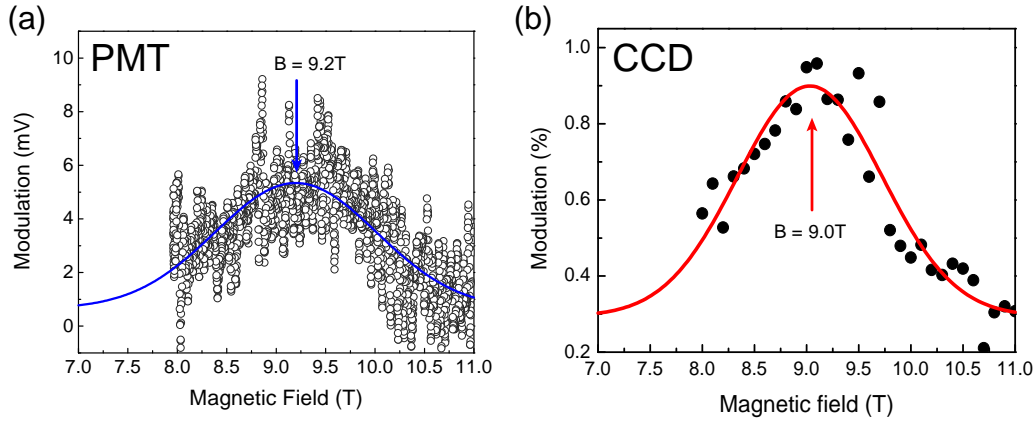 (a)
PMT
B = 9.2T
Modulation (mV)
10
8
6
4
2
0
7.0 7.5 8.0 8.5 9.0 9.5 10.0 10.5 11.0
Magnetic Field (T)
(b)
CCD
B = 9.0T
Modulation (%)
1.0
0.8
0.6
0.4
0.2
7.0 7.5 8.0 8.5 9.0 9.5 10.0 10.5 11.0
Magnetic field (T)